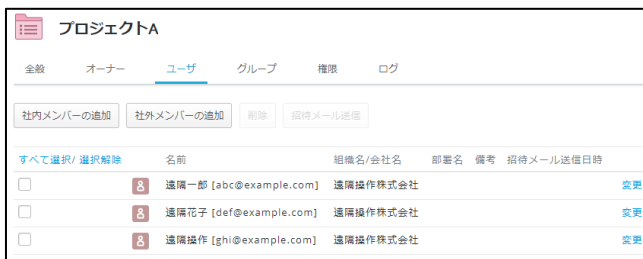 プロジェクトA
全般 オーナー ユーザ グループ 権限 ログ
社内メンバーの追加 社外メンバーの追加 削除 招待メール送信
すべて選択/ 選択解除 名前 組織名/会社名 部署名 備考 招待メール送信日時
遠隔一郎 [abc@example.com] 遠隔操作株式会社 変更
遠隔花子 [def@example.com] 遠隔操作株式会社 変更
遠隔操作 [ghi@example.com] 遠隔操作株式会社 変更